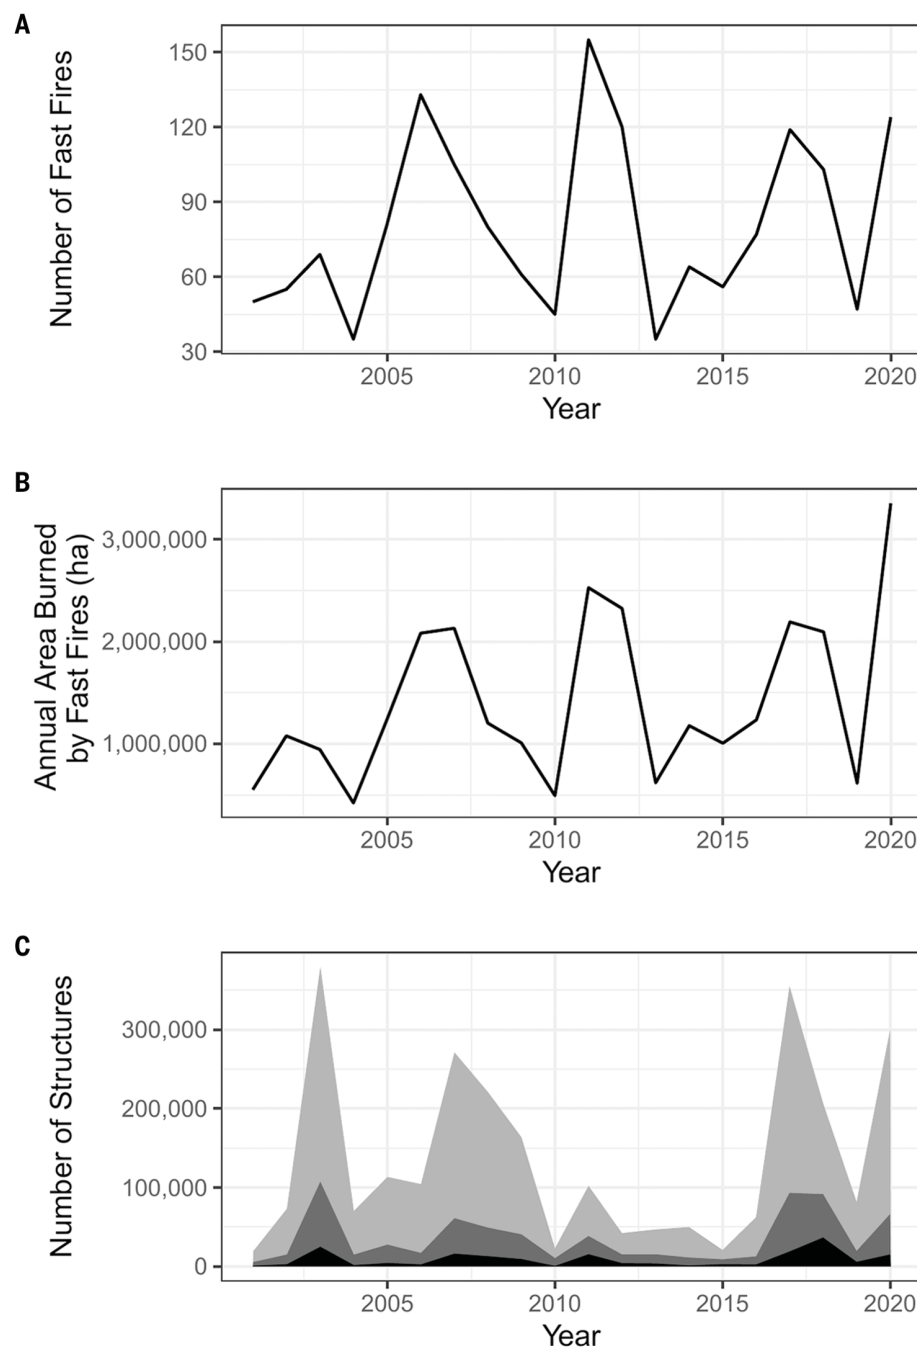 A
Number of Fast Fires
150
120
90
60
30
2005 2010 2015 2020
Year
B
Annual Area Burned
by Fast Fires (ha)
3,000,000
2,000,000
1,000,000
2005 2010 2015 2020
Year
C
Number of Structures
300,000
200,000
100,000
0
2005 2010 2015 2020
Year